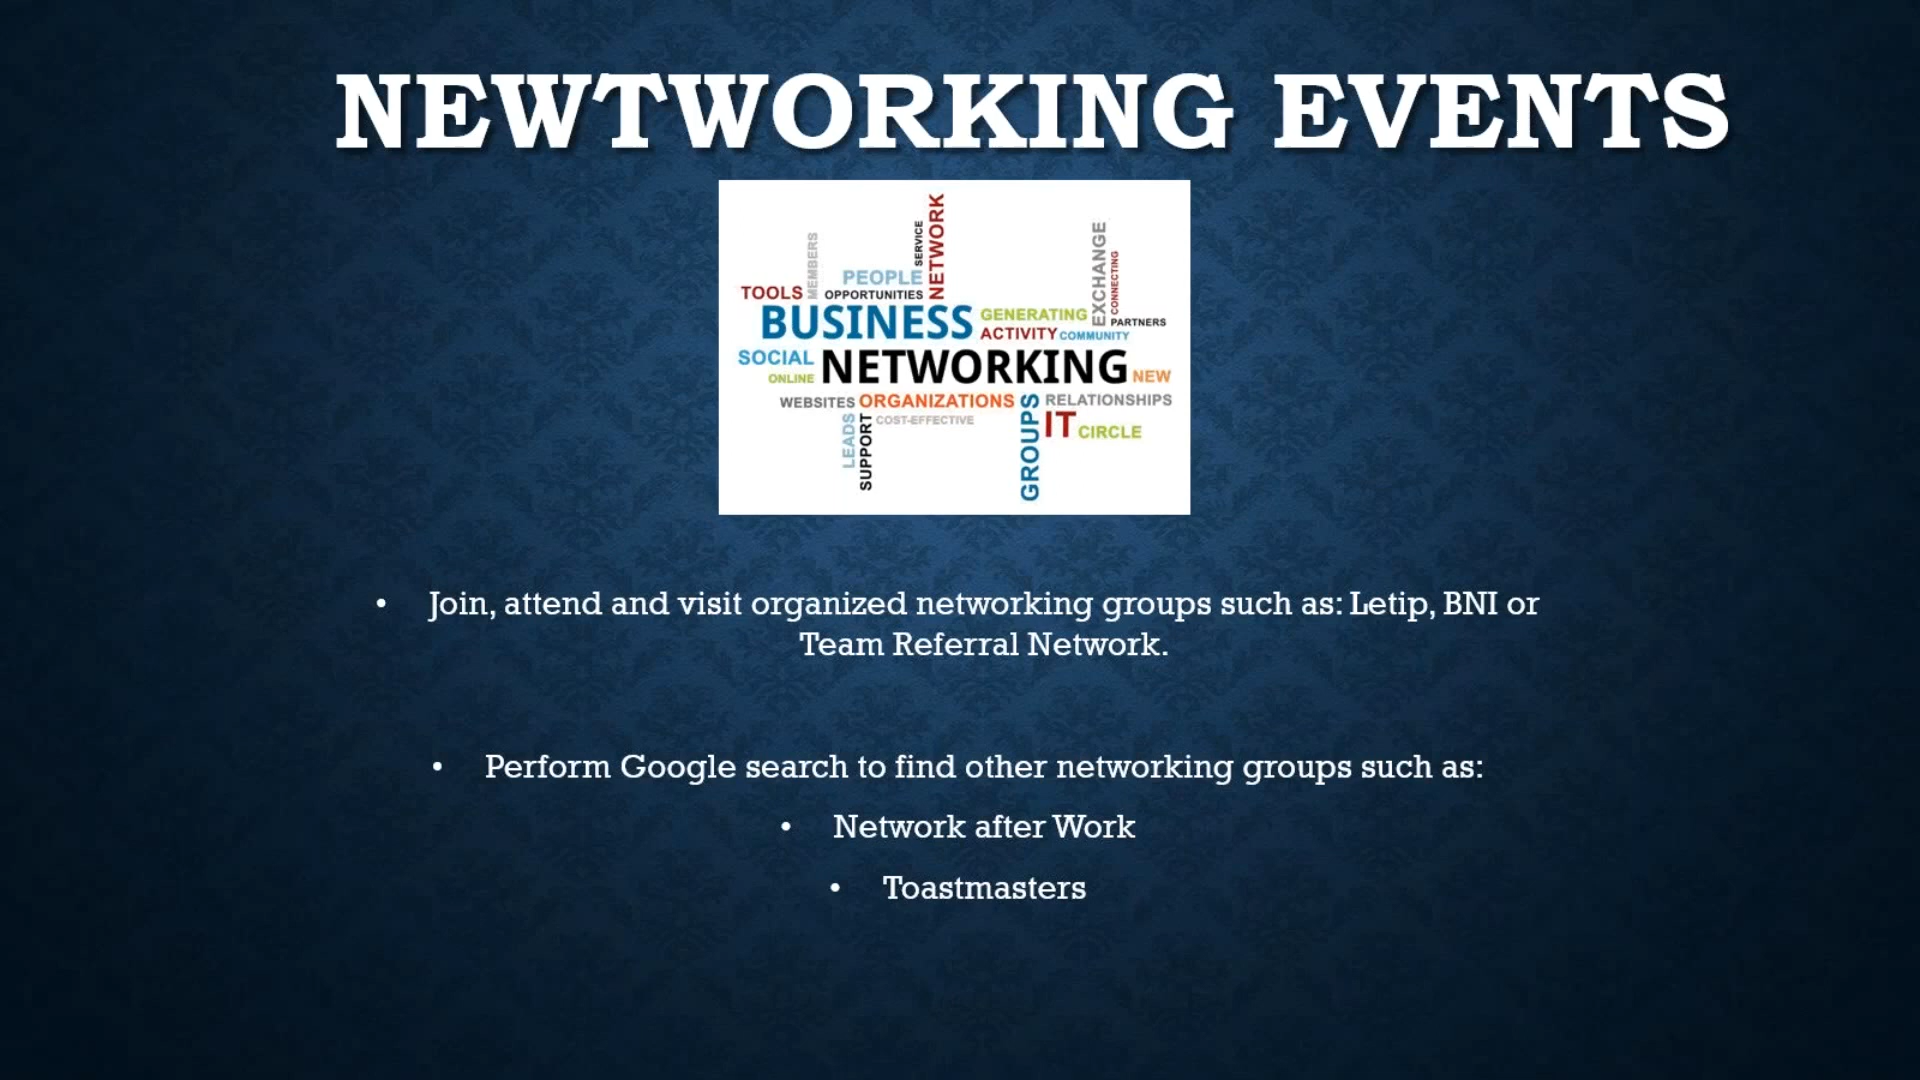 NEWTWORKING EVENTS
MEMBERS
SERVICE
NETWORK
EXCHANGE
CONNECTING
PEOPLE
TOOLS
OPPORTUNITIES
BUSINESS
GENERATING
PARTNERS
ACTIVITY
COMMUNITY
SOCIAL
NETWORKING
ONLINE
NEW
WEBSITES
ORGANIZATIONS
RELATIONSHIPS
LEADS
SUPPORT
COST-EFFECTIVE
GROUPS
IT
CIRCLE
• Join, attend and visit organized networking groups such as: Letip, BNI or
Team Referral Network.
• Perform Google search to find other networking groups such as:
• Network after Work
• Toastmasters